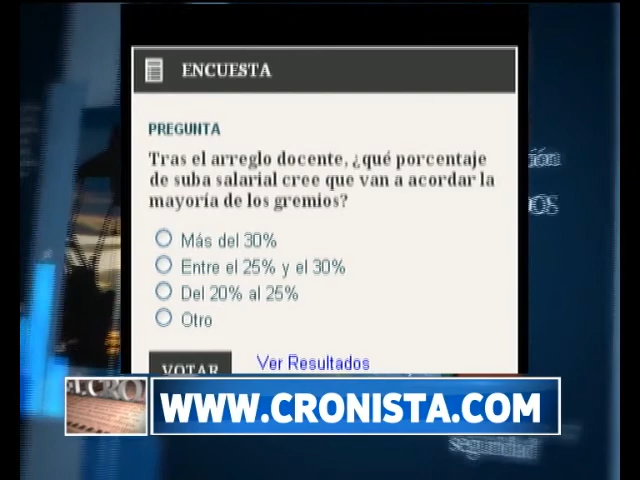 ENCUESTA
PREGUNTA
Tras el arreglo docente, ¿qué porcentaje
de suba salarial cree que van a acordar la
mayoría de los gremios?
Más del 30%
Entre el 25% y el 30%
Del 20% al 25%
Otro
VOTAR
Ver Resultados
WWW.CRONISTA.COM